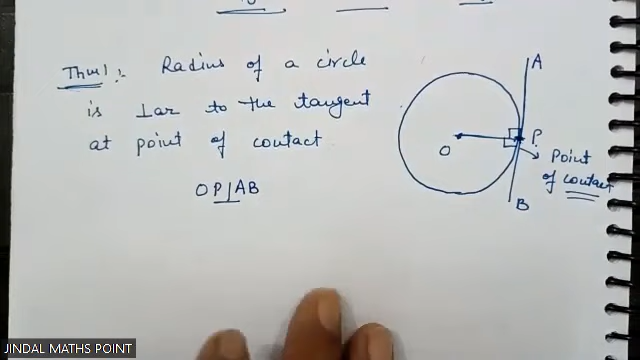 Thm1:- Radius of a circle
is ⊥ar to the tangent
at point of contact
OP⊥AB
A
O
P
Point
of contact
B
JINDAL MATHS POINT